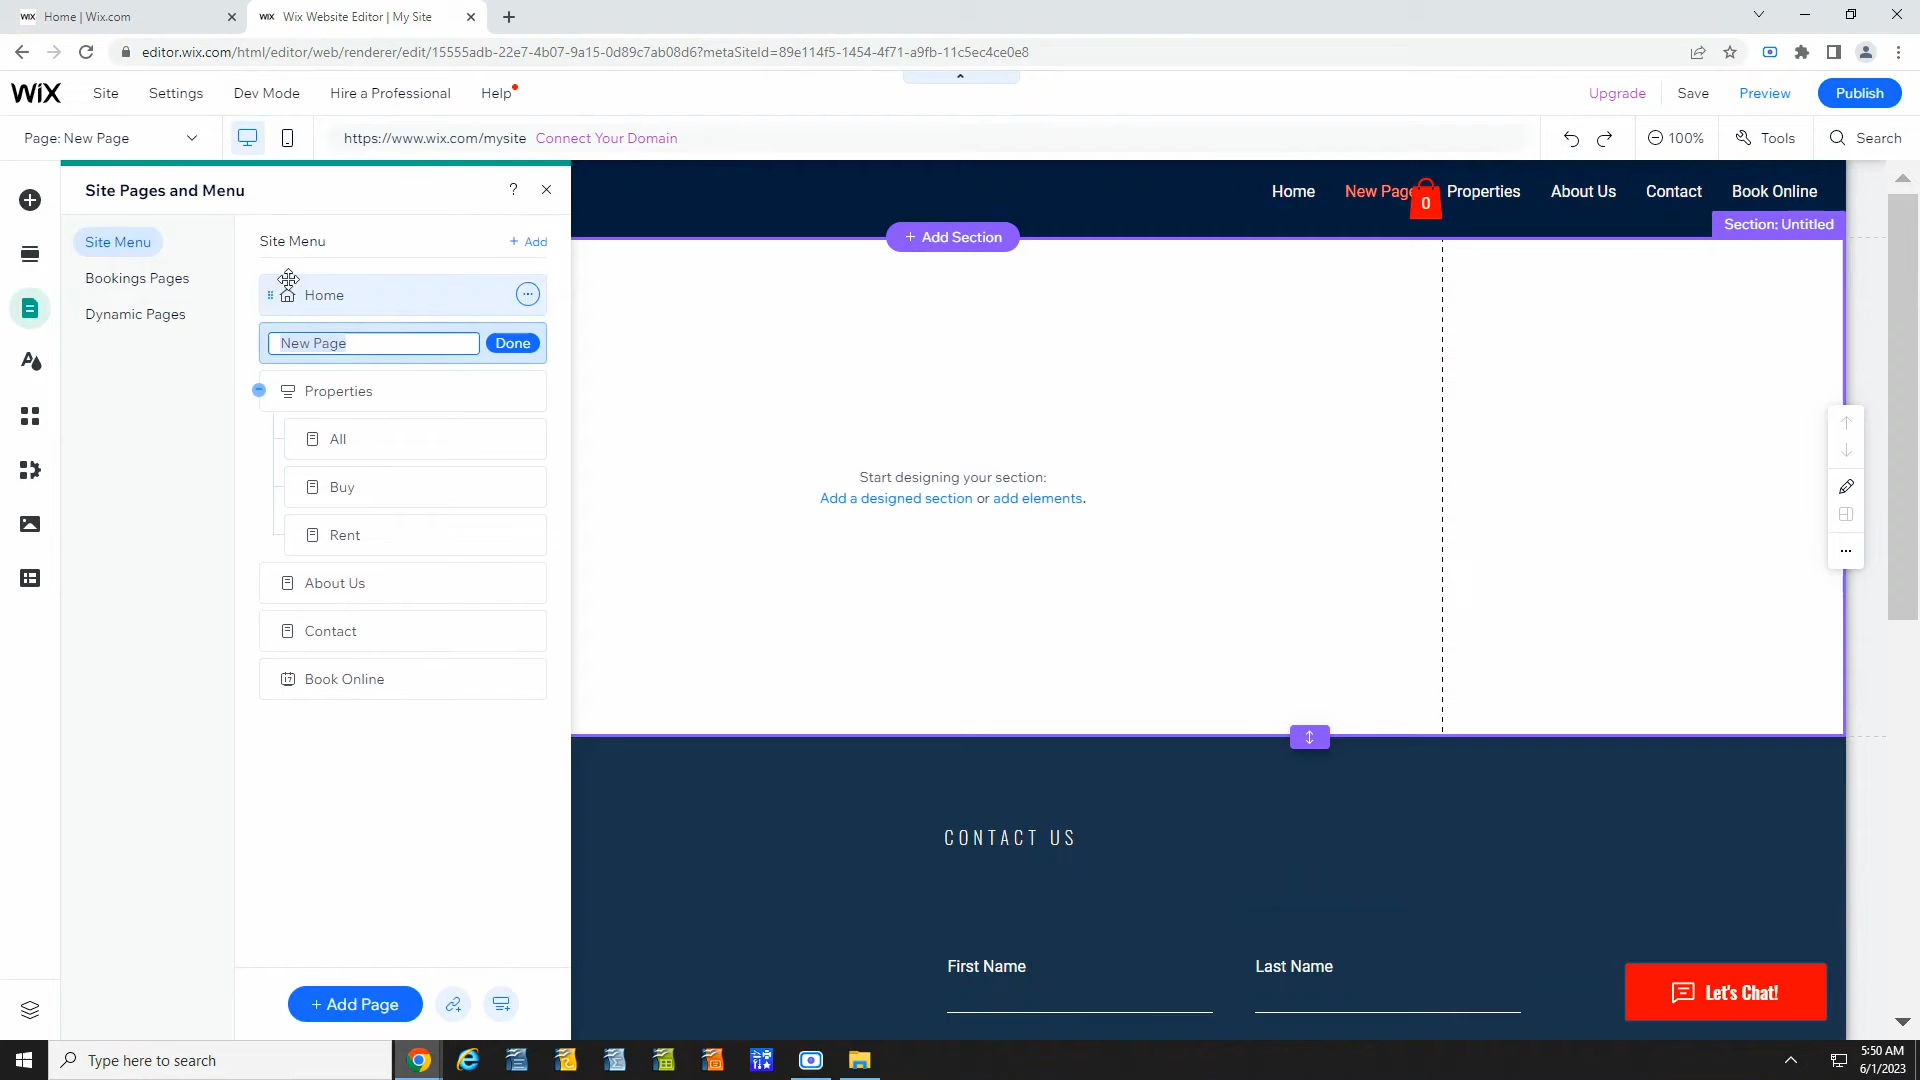 WiX Home | Wix.com
WiX Wix Website Editor | My Site
editor.wix.com/html/editor/web/renderer/edit/15555adb-22e7-4b07-9a15-0d89c7ab08d6?metaSiteId=89e114f5-1454-4f71-a9fb-11c5ec4ce0e8
WiX Site Settings Dev Mode Hire a Professional Help Upgrade Save Preview Publish
Page: New Page https://www.wix.com/mysite Connect Your Domain 100% Tools Search
Site Pages and Menu ?
Home New Page 0 Properties About Us Contact Book Online
Section: Untitled
+ Add Section
Site Menu
Bookings Pages
Dynamic Pages
Site Menu + Add
Home
New Page Done
Properties
All
Buy
Rent
About Us
Contact
17 Book Online
+ Add Page
Start designing your section:
Add a designed section or add elements.
CONTACT US
First Name Last Name
Let's Chat!
Type here to search
5:50 AM
6/1/2023